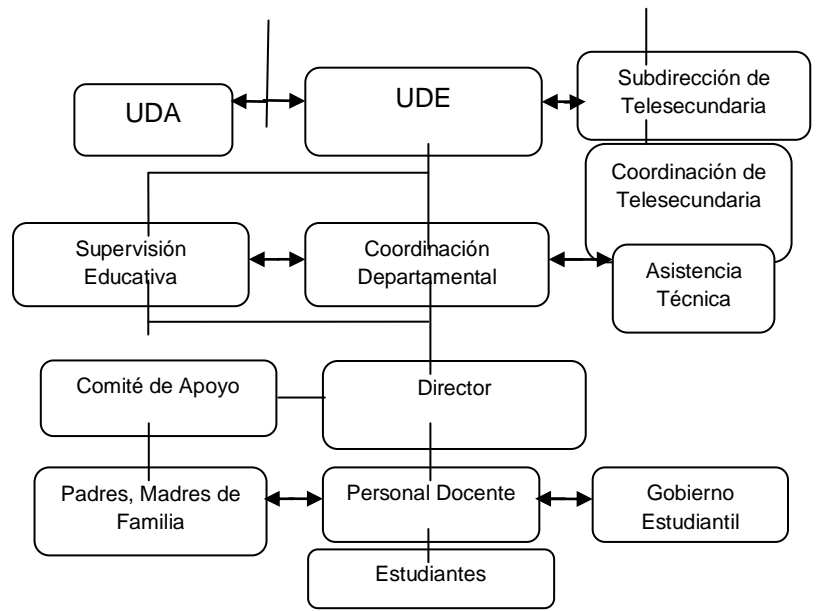 UDA
UDE
Subdirección de
Telesecundaria
Coordinación de
Telesecundaria
Supervisión
Educativa
Coordinación
Departamental
Asistencia
Técnica
Comité de Apoyo
Director
Padres, Madres de
Familia
Personal Docente
Gobierno
Estudiantil
Estudiantes